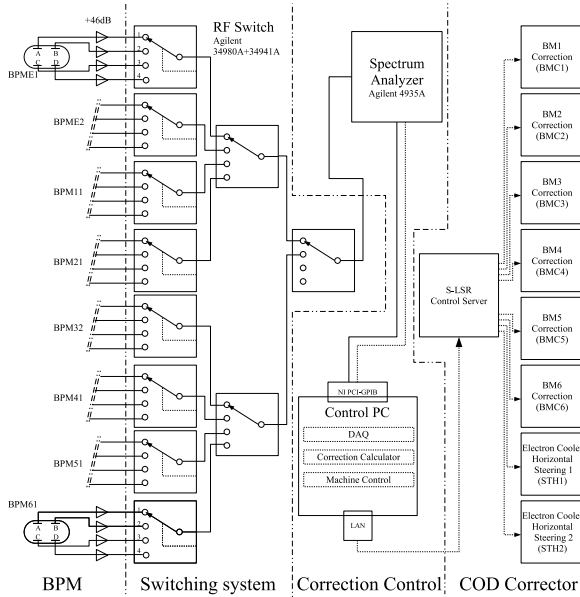 +46dB
BPME1
A B
C D
1
2
3
4
RF Switch
Agilent
34980A+34941A
BPME2
BPM11
BPM21
BPM32
BPM41
BPM51
BPM61
A B
C D
1
2
3
4
Spectrum
Analyzer
Agilent 4935A
NI PCI-GPIB
Control PC
DAQ
Correction Calculator
Machine Control
LAN
S-LSR
Control Server
BM1
Correction
(BMC1)
BM2
Correction
(BMC2)
BM3
Correction
(BMC3)
BM4
Correction
(BMC4)
BM5
Correction
(BMC5)
BM6
Correction
(BMC6)
Electron Cooler
Horizontal
Steering 1
(STH1)
Electron Cooler
Horizontal
Steering 2
(STH2)
BPM
Switching system
Correction Control
COD Corrector